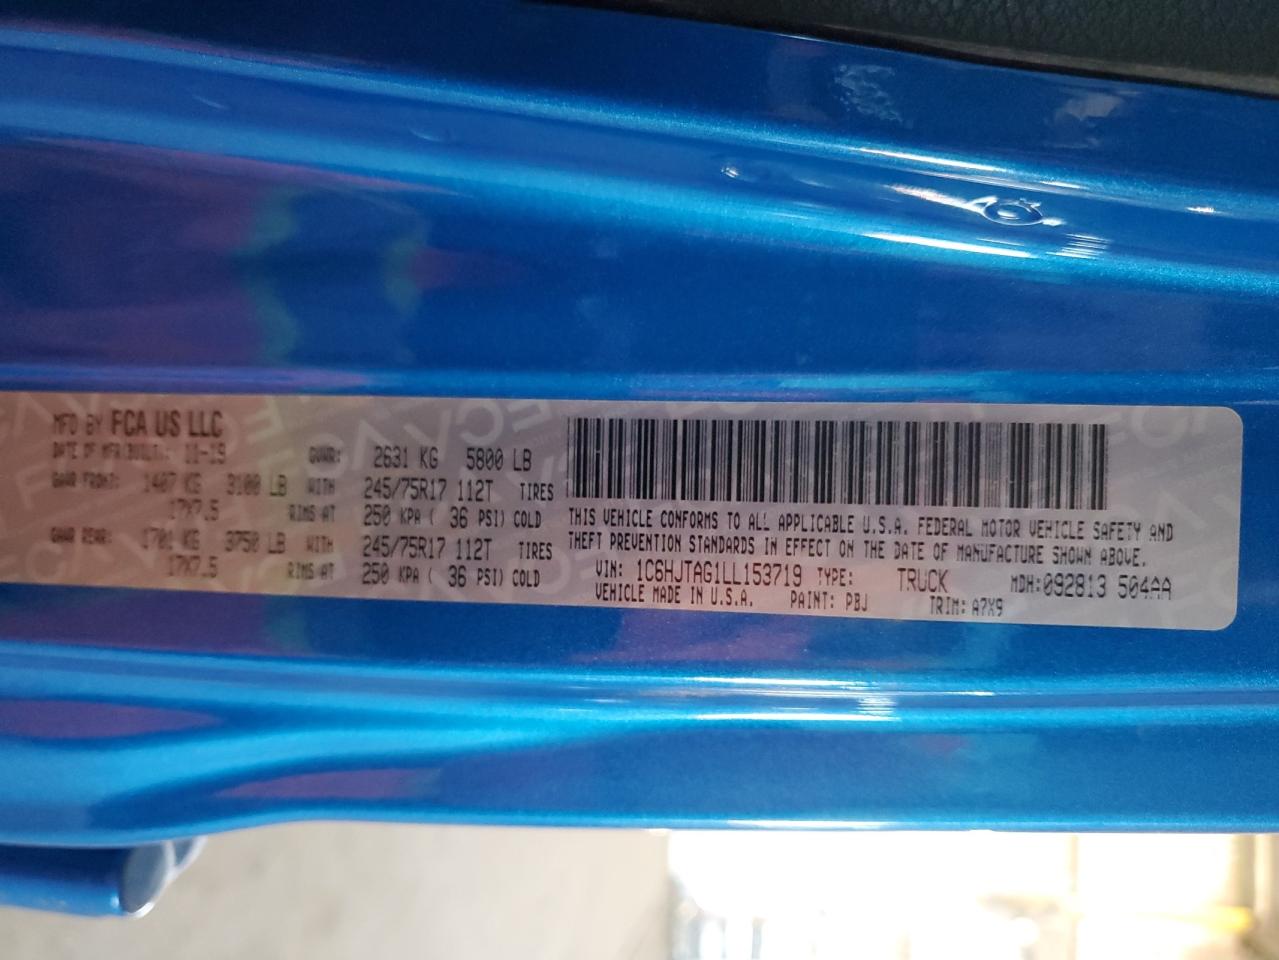 MFD BY FCA US LLC
DATE OF MFR BUILT: 11-19 GVWR: 2631 KG 5800 LB
GAWR FRONT: 1407 KG 3100 LB WITH 245/75R17 112T TIRES
17X7.5 RIMS AT 250 KPA ( 36 PSI) COLD
GAWR REAR: 1701 KG 3750 LB WITH 245/75R17 112T TIRES
17X7.5 RIMS AT 250 KPA ( 36 PSI) COLD
THIS VEHICLE CONFORMS TO ALL APPLICABLE U.S.A. FEDERAL MOTOR VEHICLE SAFETY AND
THEFT PREVENTION STANDARDS IN EFFECT ON THE DATE OF MANUFACTURE SHOWN ABOVE.
VIN: 1C6HJTAG1LL153719 TYPE: TRUCK MDH:092813 504AA
VEHICLE MADE IN U.S.A. PAINT: PBJ TRIM: A7X9